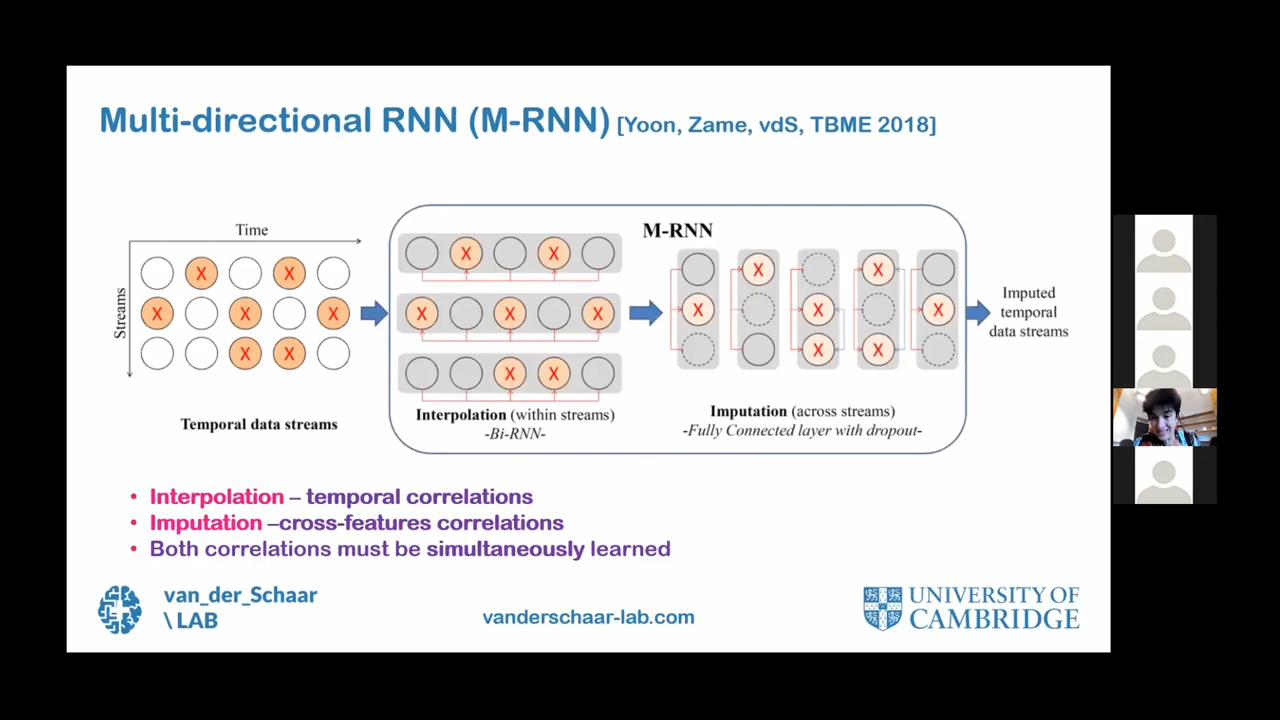 Multi-directional RNN (M-RNN) [Yoon, Zame, vdS, TBME 2018]
Time
Streams
X X
X X X
X X
Temporal data streams
M-RNN
X X
X X X
X X
Interpolation (within streams)
-Bi-RNN-
X X
X X X
X X
Imputation (across streams)
-Fully Connected layer with dropout-
Imputed
temporal
data streams
• Interpolation – temporal correlations
• Imputation –cross-features correlations
• Both correlations must be simultaneously learned
van_der_Schaar
\ LAB
vanderschaar-lab.com
UNIVERSITY OF
CAMBRIDGE